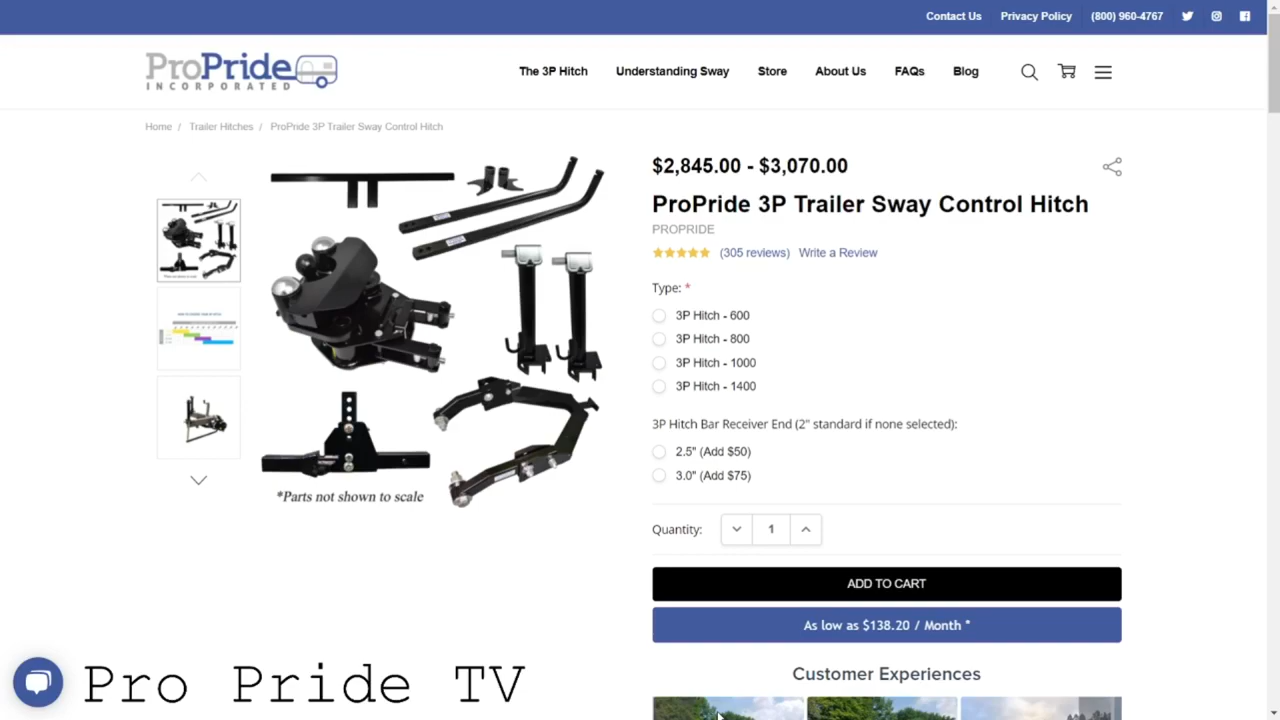 Contact Us Privacy Policy (800) 960-4767
ProPride
INCORPORATED
The 3P Hitch Understanding Sway Store About Us FAQs Blog
Home / Trailer Hitches / ProPride 3P Trailer Sway Control Hitch
$2,845.00 - $3,070.00
ProPride 3P Trailer Sway Control Hitch
PROPRIDE
(305 reviews) Write a Review
Type: *
3P Hitch - 600
3P Hitch - 800
3P Hitch - 1000
3P Hitch - 1400
*Parts not shown to scale
3P Hitch Bar Receiver End (2" standard if none selected):
2.5" (Add $50)
3.0" (Add $75)
Quantity: 1
ADD TO CART
As low as $138.20 / Month *
Customer Experiences
Pro Pride TV